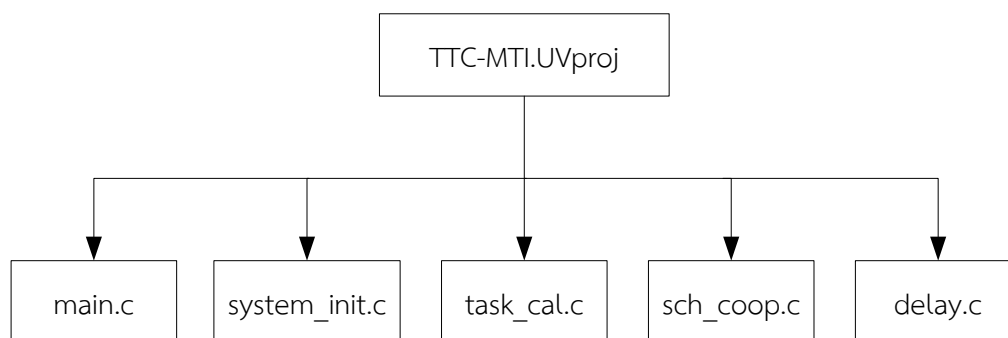 TTC-MTI.UVproj
main.c
system_init.c
task_cal.c
sch_coop.c
delay.c